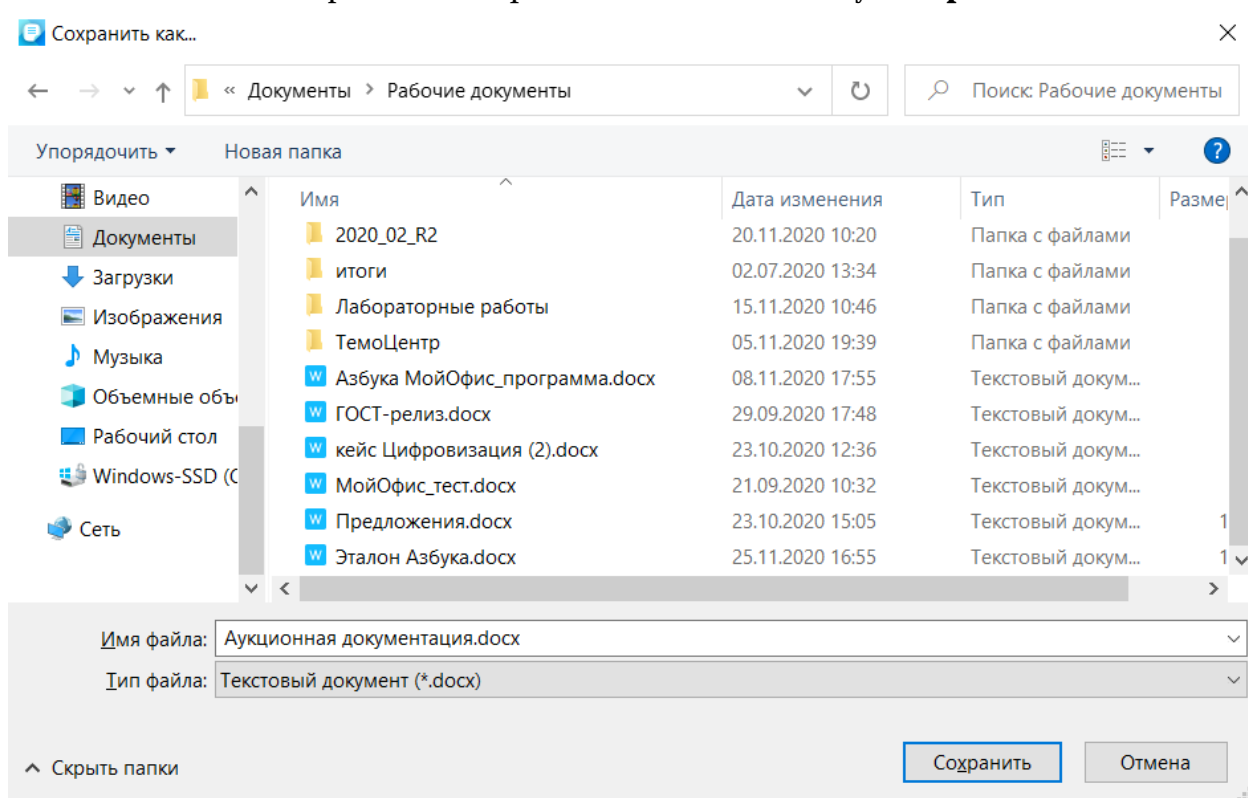 Сохранить как...
« Документы > Рабочие документы
Поиск: Рабочие документы
Упорядочить
Новая папка
?
Видео
Документы
Загрузки
Изображения
Музыка
Объемные объ
Рабочий стол
Windows-SSD (C
Сеть
Имя Дата изменения Тип Размер
2020_02_R2 20.11.2020 10:20 Папка с файлами
итоги 02.07.2020 13:34 Папка с файлами
Лабораторные работы 15.11.2020 10:46 Папка с файлами
ТемоЦентр 05.11.2020 19:39 Папка с файлами
W Азбука МойОфис_программа.docx 08.11.2020 17:55 Текстовый докум...
W ГОСТ-релиз.docx 29.09.2020 17:48 Текстовый докум...
W кейс Цифровизация (2).docx 23.10.2020 12:36 Текстовый докум...
W МойОфис_тест.docx 21.09.2020 10:32 Текстовый докум...
W Предложения.docx 23.10.2020 15:05 Текстовый докум... 1
W Эталон Азбука.docx 25.11.2020 16:55 Текстовый докум... 1
Имя файла: Аукционная документация.docx
Тип файла: Текстовый документ (*.docx)
Скрыть папки
Сохранить
Отмена